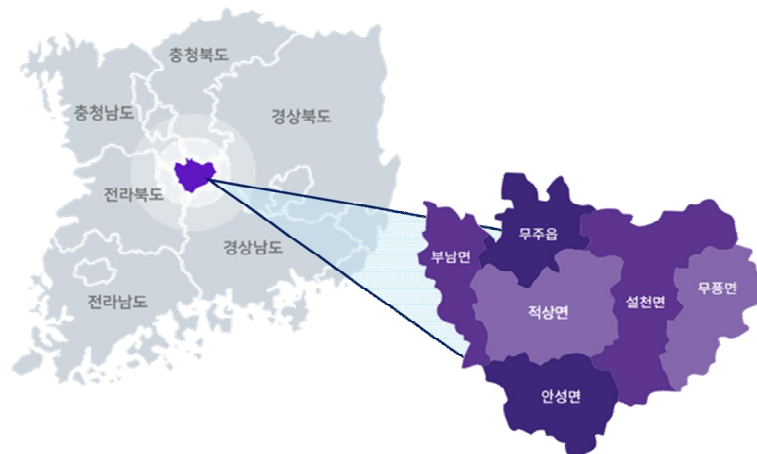 충청북도
충청남도
경상북도
전라북도
경상남도
전라남도
무주읍
부남면
설천면
무풍면
적상면
안성면